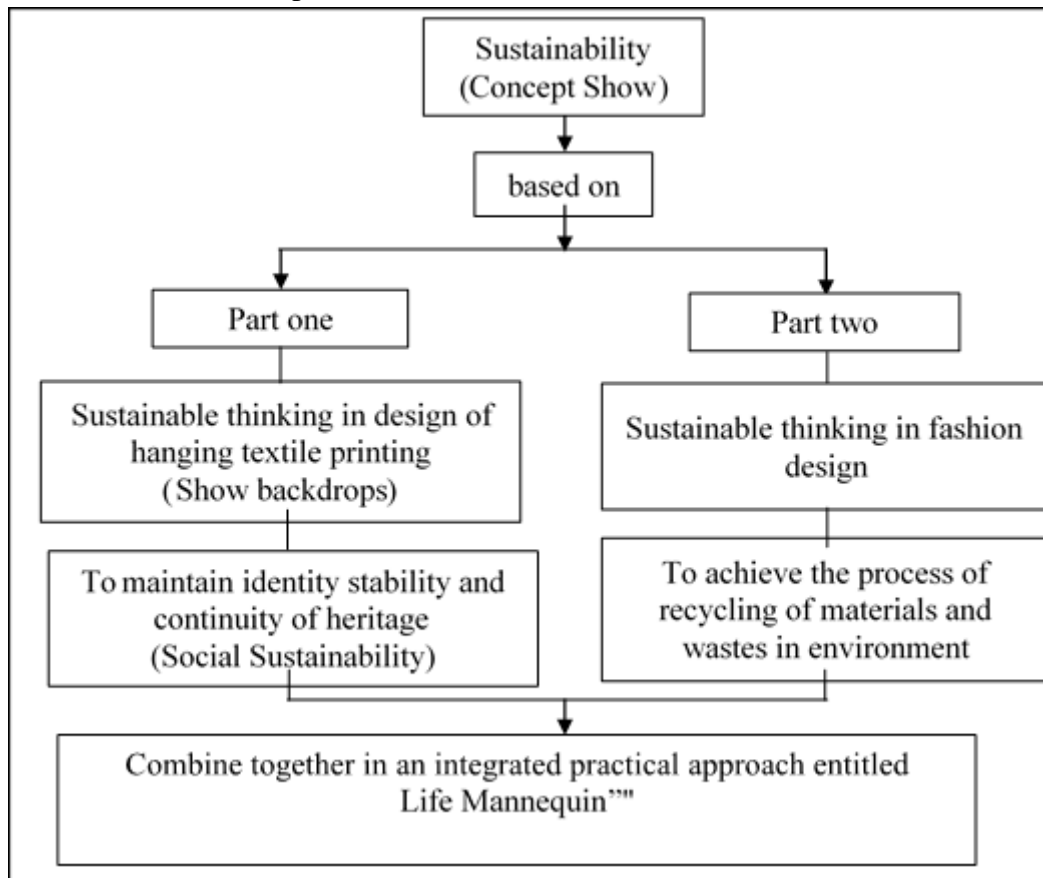 Sustainability
(Concept Show)
based on
Part one
Part two
Sustainable thinking in design of
hanging textile printing
(Show backdrops)
Sustainable thinking in fashion
design
To maintain identity stability and
continuity of heritage
(Social Sustainability)
To achieve the process of
recycling of materials and
wastes in environment
Combine together in an integrated practical approach entitled
Life Mannequin”"